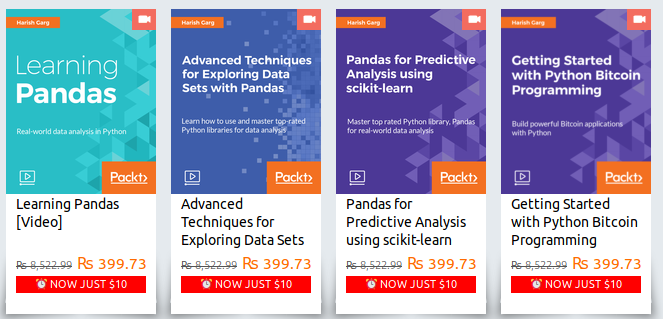 Harish Garg
Learning
Pandas
Real-world data analysis in Python
Packt>
Learning Pandas
[Video]
Rs 8,522.99 Rs 399.73
NOW JUST $10
Harish Garg
Advanced Techniques
for Exploring Data
Sets with Pandas
Learn how to use and master top-rated
Python libraries for data analysis
Packt>
Advanced
Techniques for
Exploring Data Sets
Rs 8,522.99 Rs 399.73
NOW JUST $10
Harish Garg
Pandas for Predictive
Analysis using
scikit-learn
Master top rated Python library, Pandas
for real-world data analysis
Packt>
Pandas for
Predictive Analysis
using scikit-learn
Rs 8,522.99 Rs 399.73
NOW JUST $10
Harish Garg
Getting Started
with Python Bitcoin
Programming
Build powerful Bitcoin applications
with Python
Packt>
Getting Started
with Python Bitcoin
Programming
Rs 8,522.99 Rs 399.73
NOW JUST $10